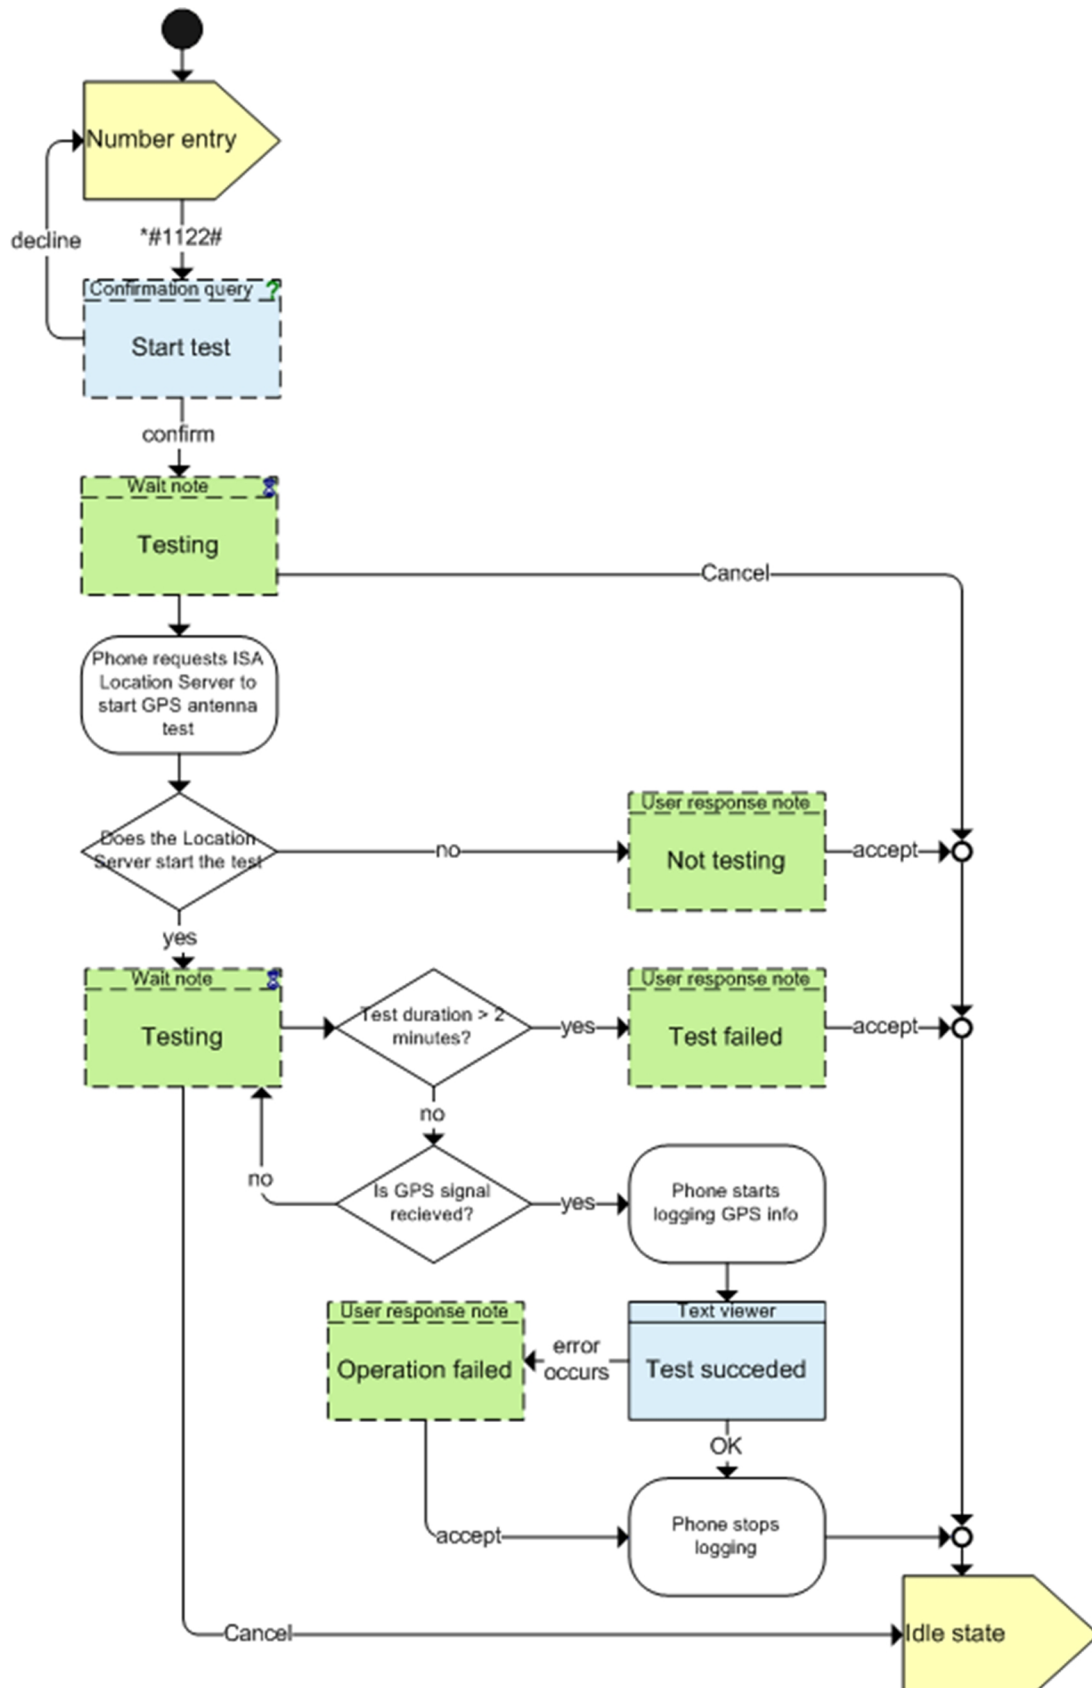 Number entry
decline
*#1122#
Confirmation query ?
Start test
confirm
Wait note
Testing
Cancel
Phone requests ISA
Location Server to
start GPS antenna
test
Does the Location
Server start the test
no
User response note
Not testing
accept
yes
Wait note
Testing
Test duration > 2
minutes?
yes
User response note
Test failed
accept
no
no
Is GPS signal
recieved?
yes
Phone starts
logging GPS info
User response note
Operation failed
error
occurs
Text viewer
Test succeded
OK
accept
Phone stops
logging
Cancel
Idle state